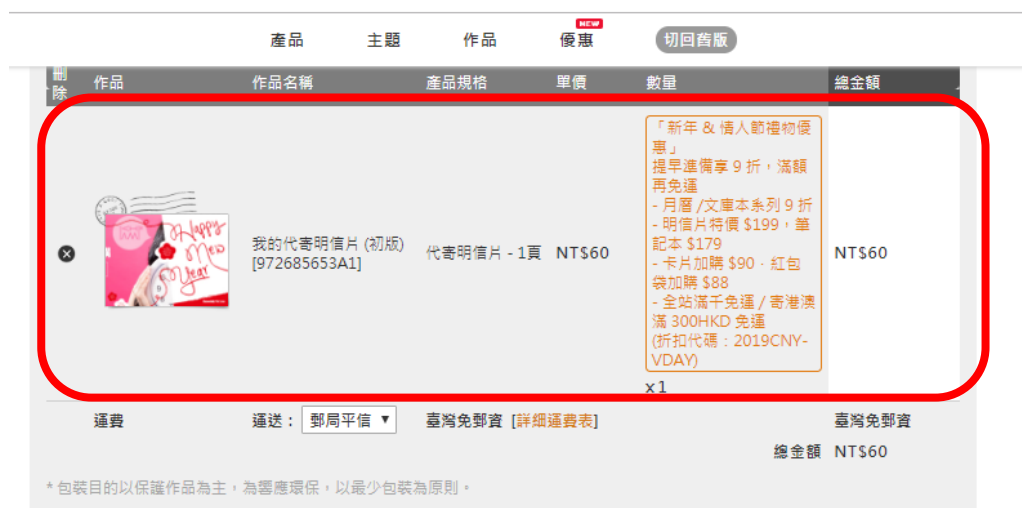 NEW
產品 主題 作品 優惠 切回舊版
刪除 作品 作品名稱 產品規格 單價 數量 總金額
「新年 & 情人節禮物優
惠」
提早準備享 9 折，滿額
再免運
- 月曆 /文庫本系列 9 折
- 明信片特價 $199，筆
記本 $179
- 卡片加購 $90．紅包
袋加購 $88
- 全站滿千免運 / 寄港澳
滿 300HKD 免運
(折扣代碼：2019CNY-
VDAY)
Happy
New
Year
我的代寄明信片 (初版)
[972685653A1]
代寄明信片 - 1頁 NT$60
NT$60
x1
運費 運送： 郵局平信 ▼ 臺灣免郵資 [詳細運費表] 臺灣免郵資
總金額 NT$60
* 包裝目的以保護作品為主，為響應環保，以最少包裝為原則。